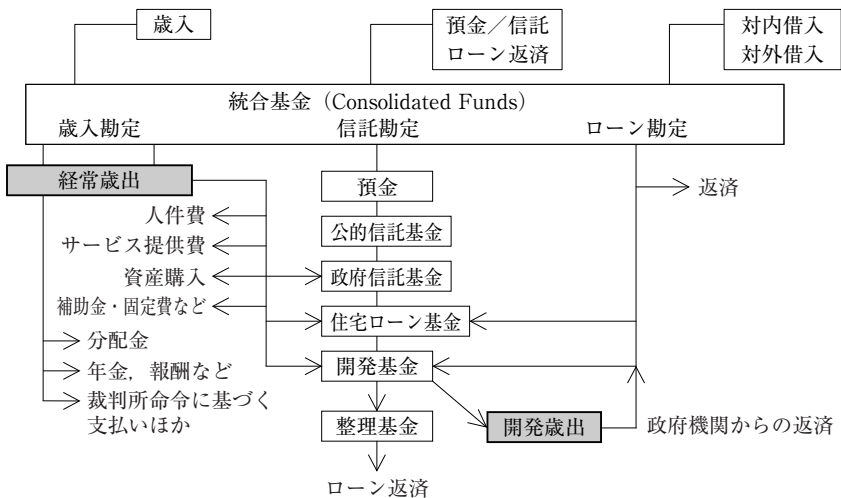 歳入
預金／信託
ローン返済
対内借入
対外借入
統合基金（Consolidated Funds）
歳入勘定
信託勘定
ローン勘定
経常歳出
預金
返済
人件費
公的信託基金
サービス提供費
資産購入
政府信託基金
補助金・固定費など
住宅ローン基金
分配金
開発基金
年金，報酬など
裁判所命令に基づく
支払いほか
整理基金
開発歳出
政府機関からの返済
ローン返済